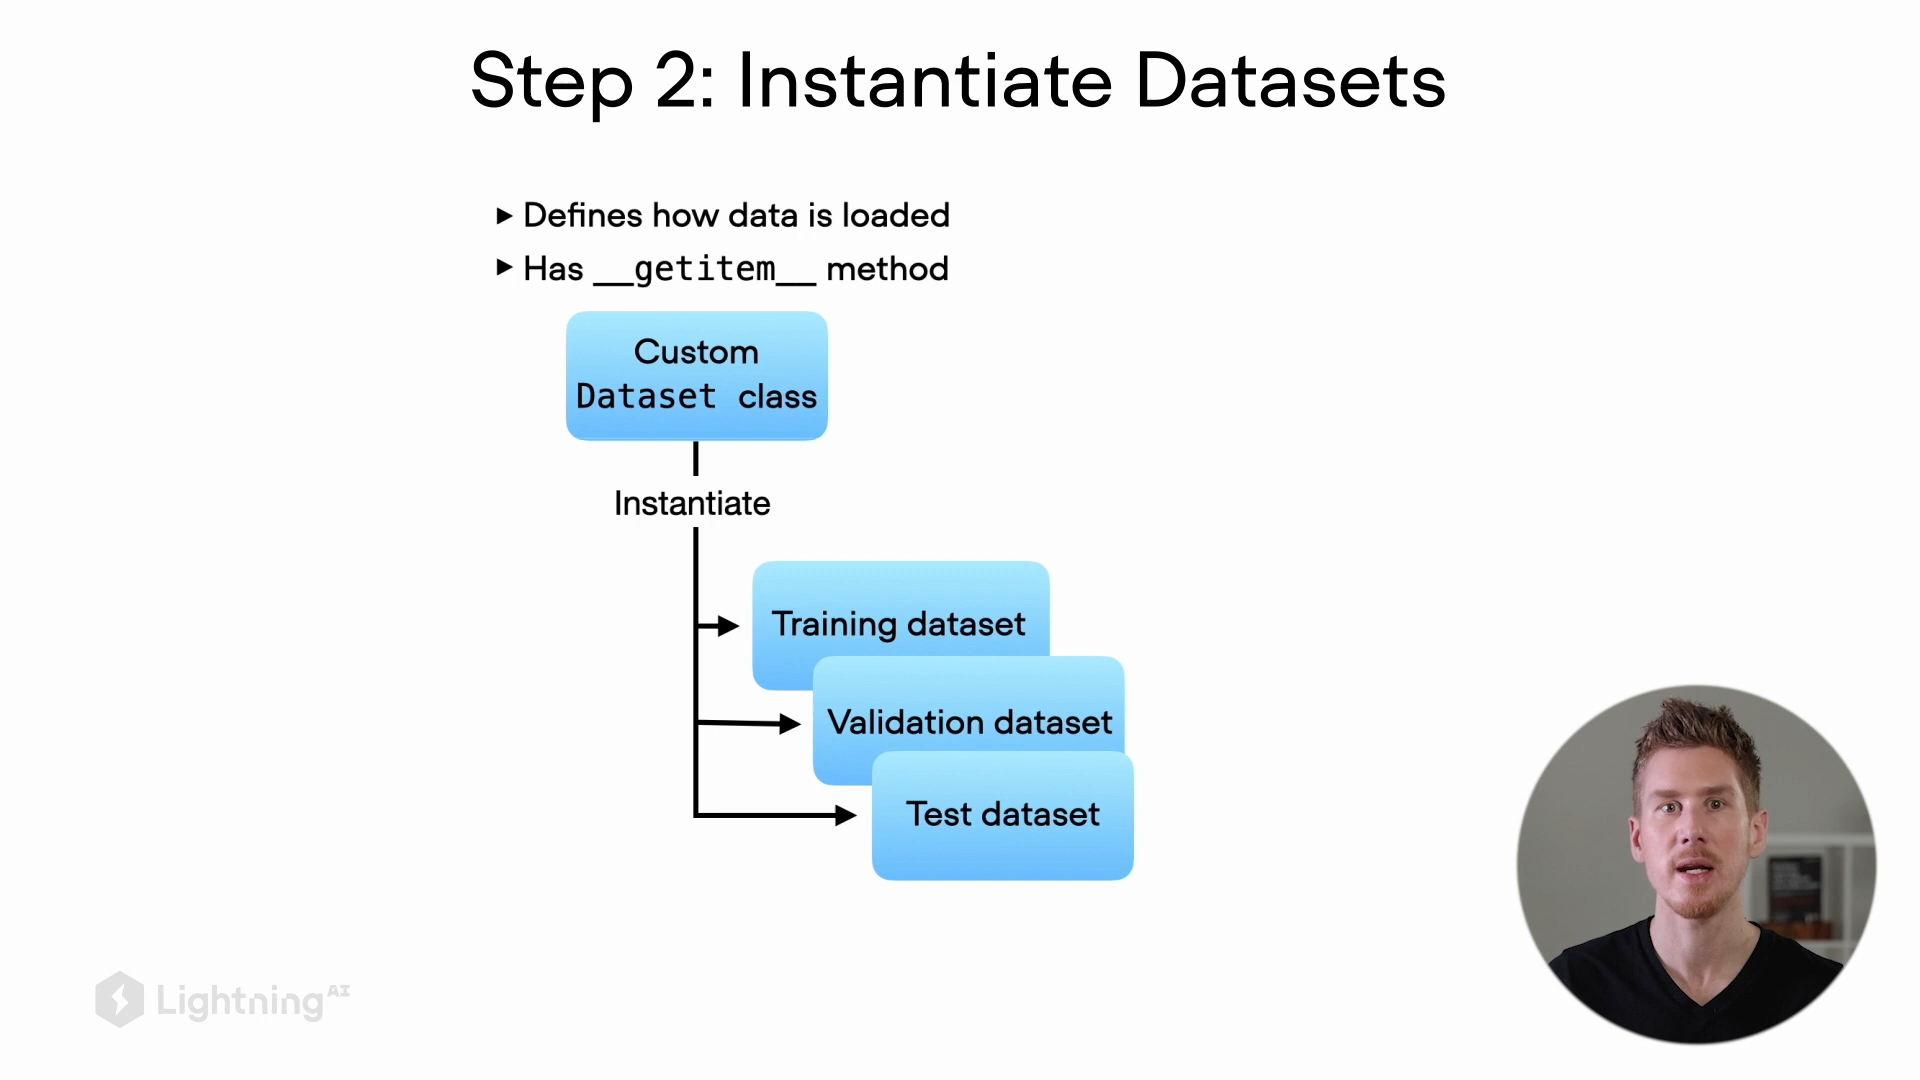 Step 2: Instantiate Datasets
▸ Defines how data is loaded
▸ Has __getitem__ method
Custom
Dataset class
Instantiate
Training dataset
Validation dataset
Test dataset
Lightning AI